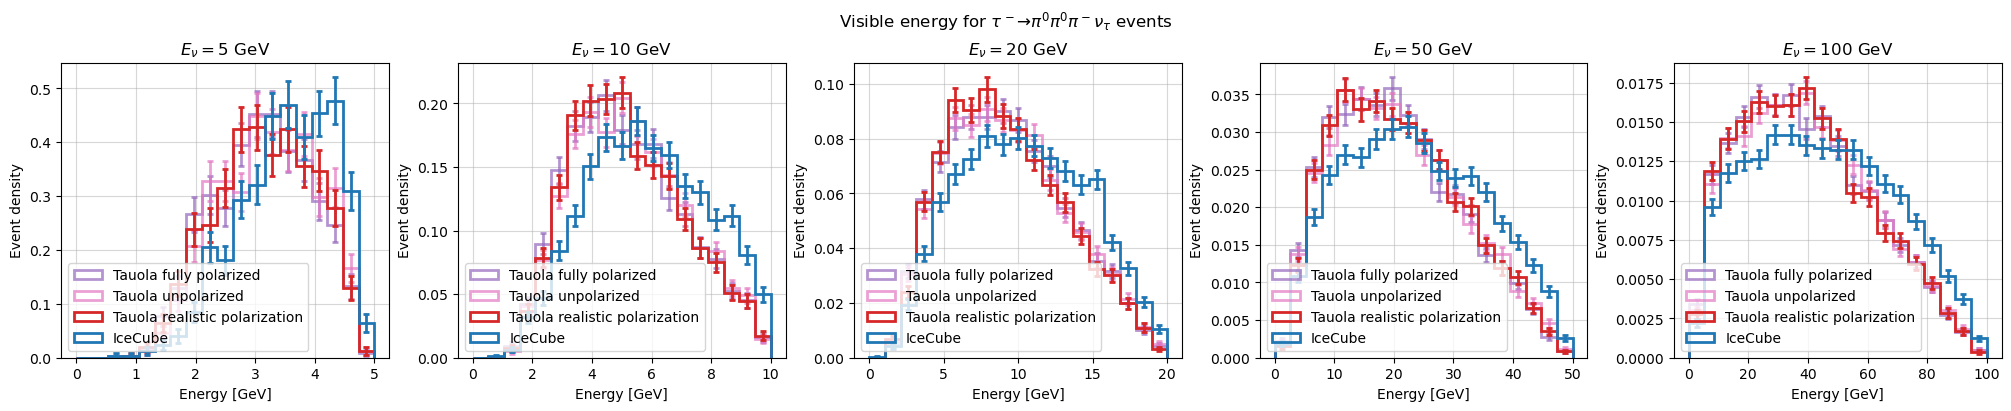 Visible energy for τ⁻→π⁰π⁰π⁻ν_τ events
E_ν = 5 GeV
Event density
0.5
0.4
0.3
0.2
0.1
0.0
Tauola fully polarized
Tauola unpolarized
Tauola realistic polarization
IceCube
0 1 2 3 4 5
Energy [GeV]
E_ν = 10 GeV
Event density
0.20
0.15
0.10
0.05
0.00
Tauola fully polarized
Tauola unpolarized
Tauola realistic polarization
IceCube
0 2 4 6 8 10
Energy [GeV]
E_ν = 20 GeV
Event density
0.10
0.08
0.06
0.04
0.02
0.00
Tauola fully polarized
Tauola unpolarized
Tauola realistic polarization
IceCube
0 5 10 15 20
Energy [GeV]
E_ν = 50 GeV
Event density
0.035
0.030
0.025
0.020
0.015
0.010
0.005
0.000
Tauola fully polarized
Tauola unpolarized
Tauola realistic polarization
IceCube
0 10 20 30 40 50
Energy [GeV]
E_ν = 100 GeV
Event density
0.0175
0.0150
0.0125
0.0100
0.0075
0.0050
0.0025
0.0000
Tauola fully polarized
Tauola unpolarized
Tauola realistic polarization
IceCube
0 20 40 60 80 100
Energy [GeV]